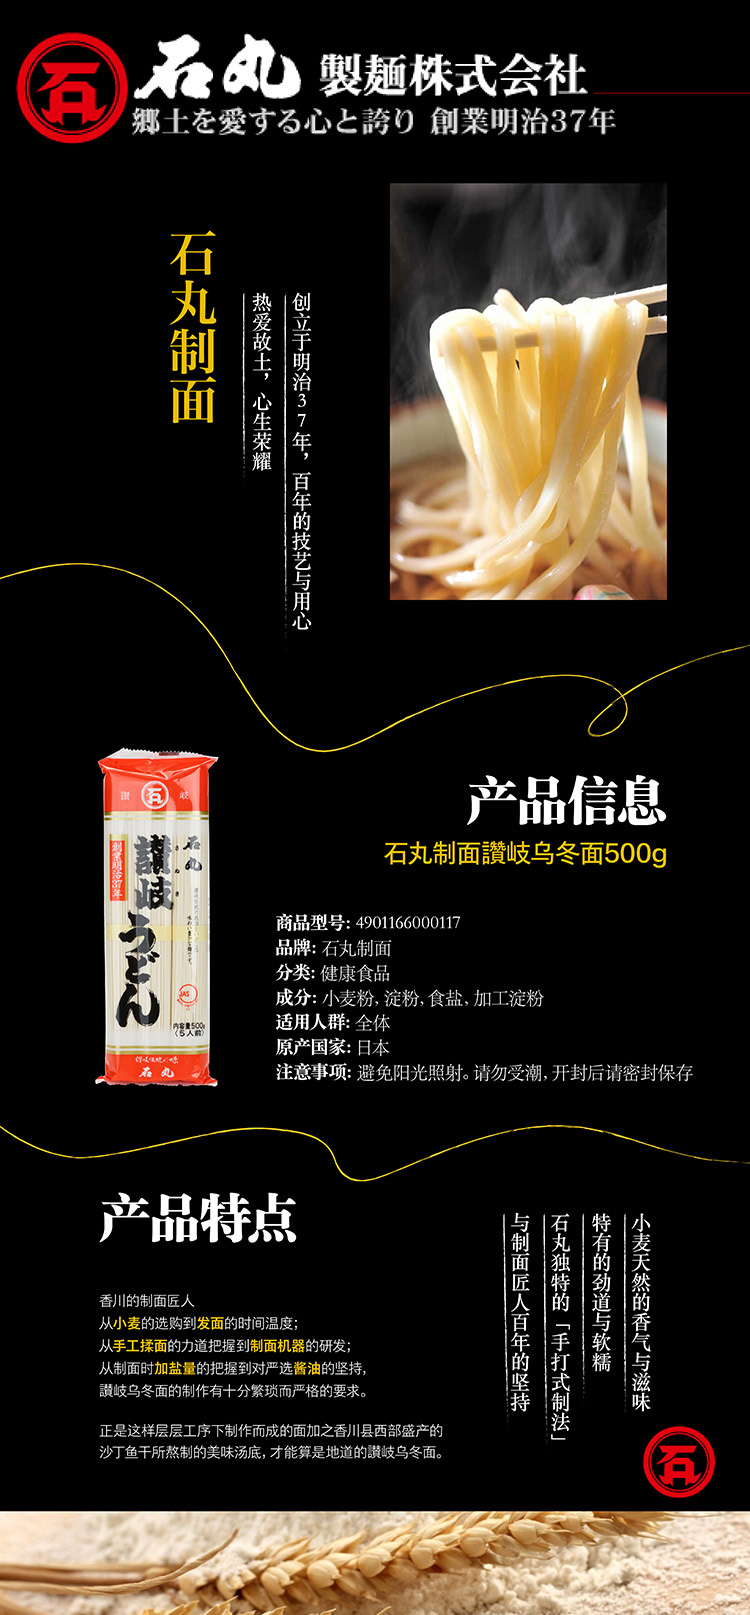 石丸 製麺株式会社
郷土を愛する心と誇り 創業明治37年
石丸制面
创立于明治37年，百年的技艺与用心
热爱故土，心生荣耀
产品信息
石丸制面讚岐乌冬面500g
讃 石 岐
石丸
さぬき
讃岐うどん
創業明治37年
JAS
内容量500g
(5人前)
石丸
商品型号: 4901166000117
品牌: 石丸制面
分类: 健康食品
成分: 小麦粉, 淀粉, 食盐, 加工淀粉
适用人群: 全体
原产国家: 日本
注意事项: 避免阳光照射。请勿受潮, 开封后请密封保存
产品特点
小麦天然的香气与滋味
特有的劲道与软糯
石丸独特的「手打式制法」
与制面匠人百年的坚持
香川的制面匠人
从小麦的选购到发面的时间温度；
从手工揉面的力道把握到制面机器的研发；
从制面时加盐量的把握到对严选酱油的坚持,
讚岐乌冬面的制作有十分繁琐而严格的要求。
正是这样层层工序下制作而成的面加之香川县西部盛产的
沙丁鱼干所熬制的美味汤底, 才能算是地道的讚岐乌冬面。